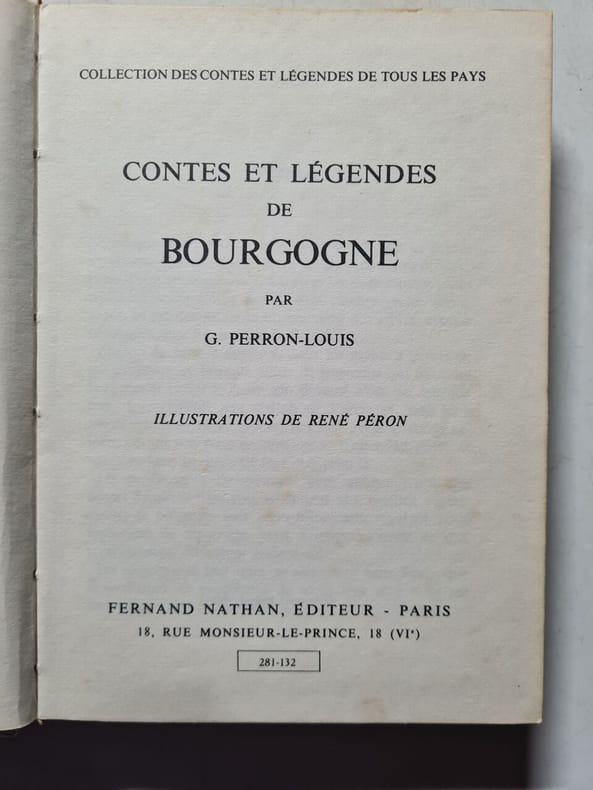 COLLECTION DES CONTES ET LÉGENDES DE TOUS LES PAYS
CONTES ET LÉGENDES
DE
BOURGOGNE
PAR
G. PERRON-LOUIS
ILLUSTRATIONS DE RENÉ PÉRON
FERNAND NATHAN, ÉDITEUR - PARIS
18, RUE MONSIEUR-LE-PRINCE, 18 (VIᵉ)
281-132